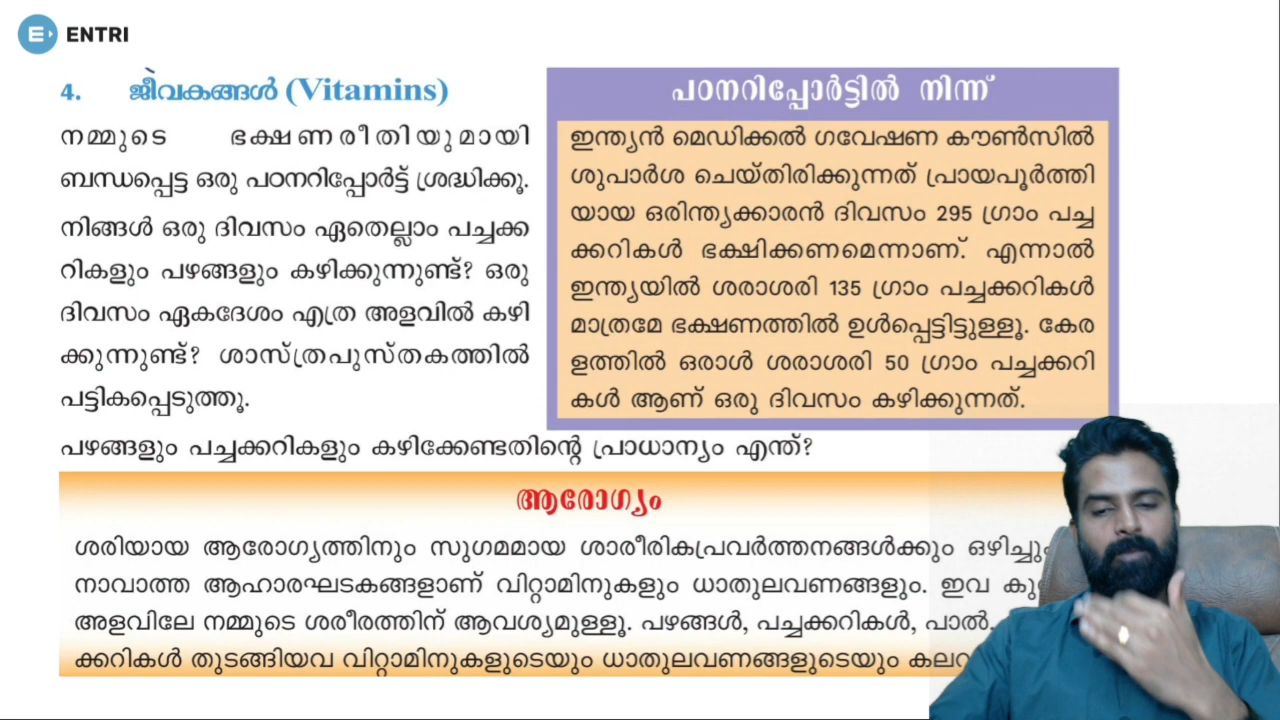 ENTRI
4. ജീവകങ്ങൾ (Vitamins)
നമ്മുടെ ഭക്ഷണരീതിയുമായി
ബന്ധപ്പെട്ട ഒരു പഠനറിപ്പോർട്ട് ശ്രദ്ധിക്കൂ.
നിങ്ങൾ ഒരു ദിവസം ഏതെല്ലാം പച്ചക്ക
റികളും പഴങ്ങളും കഴിക്കുന്നുണ്ട്? ഒരു
ദിവസം ഏകദേശം എത്ര അളവിൽ കഴി
ക്കുന്നുണ്ട്? ശാസ്ത്രപുസ്തകത്തിൽ
പട്ടികപ്പെടുത്തൂ.
പഠനറിപ്പോർട്ടിൽ നിന്ന്
ഇന്ത്യൻ മെഡിക്കൽ ഗവേഷണ കൗൺസിൽ
ശുപാർശ ചെയ്തിരിക്കുന്നത് പ്രായപൂർത്തി
യായ ഒരിന്ത്യക്കാരൻ ദിവസം 295 ഗ്രാം പച്ച
ക്കറികൾ ഭക്ഷിക്കണമെന്നാണ്. എന്നാൽ
ഇന്ത്യയിൽ ശരാശരി 135 ഗ്രാം പച്ചക്കറികൾ
മാത്രമേ ഭക്ഷണത്തിൽ ഉൾപ്പെട്ടിട്ടുള്ളൂ. കേര
ളത്തിൽ ഒരാൾ ശരാശരി 50 ഗ്രാം പച്ചക്കറി
കൾ ആണ് ഒരു ദിവസം കഴിക്കുന്നത്.
പഴങ്ങളും പച്ചക്കറികളും കഴിക്കേണ്ടതിന്റെ പ്രാധാന്യം എന്ത്?
ആരോഗ്യം
ശരിയായ ആരോഗ്യത്തിനും സുഗമമായ ശാരീരികപ്രവർത്തനങ്ങൾക്കും ഒഴിച്ചു
നാവാത്ത ആഹാരഘടകങ്ങളാണ് വിറ്റാമിനുകളും ധാതുലവണങ്ങളും. ഇവ
അളവിലേ നമ്മുടെ ശരീരത്തിന് ആവശ്യമുള്ളൂ. പഴങ്ങൾ, പച്ചക്കറികൾ, പാൽ,
ക്കറികൾ തുടങ്ങിയവ വിറ്റാമിനുകളുടെയും ധാതുലവണങ്ങളുടെയും